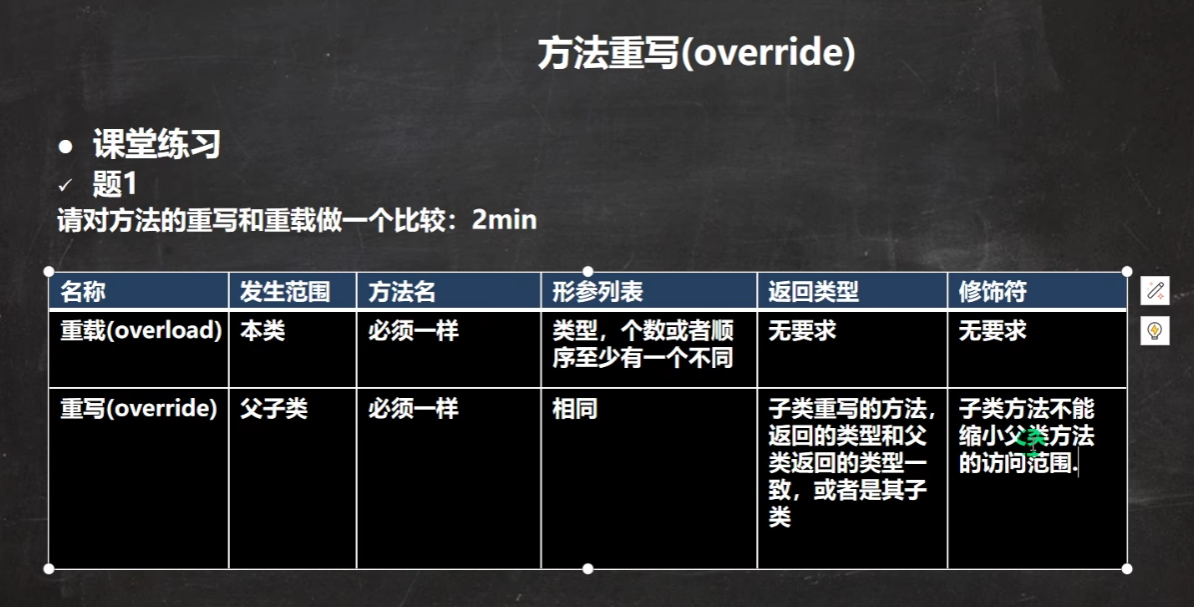 方法重写(override)
● 课堂练习
✓ 题1
请对方法的重写和重载做一个比较：2min
名称 发生范围 方法名 形参列表 返回类型 修饰符
重载(overload) 本类 必须一样 类型，个数或者顺
序至少有一个不同 无要求 无要求
重写(override) 父子类 必须一样 相同 子类重写的方法，
返回的类型和父
类返回的类型一
致，或者是其子
类 子类方法不能
缩小父类方法
的访问范围.